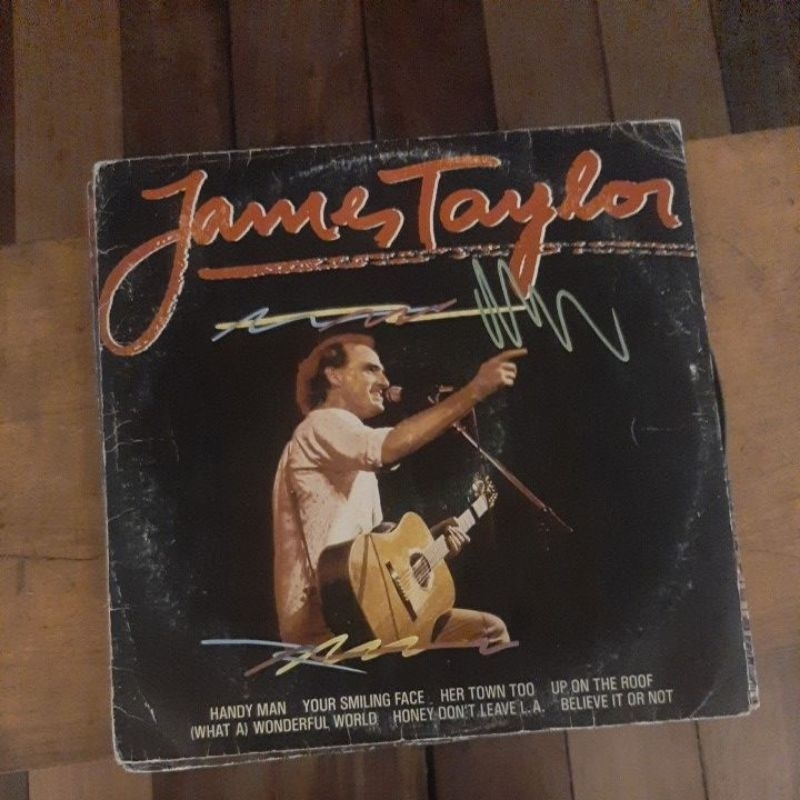 James Taylor
HANDY MAN YOUR SMILING FACE HER TOWN TOO UP ON THE ROOF
(WHAT A) WONDERFUL WORLD HONEY DON'T LEAVE L.A. BELIEVE IT OR NOT